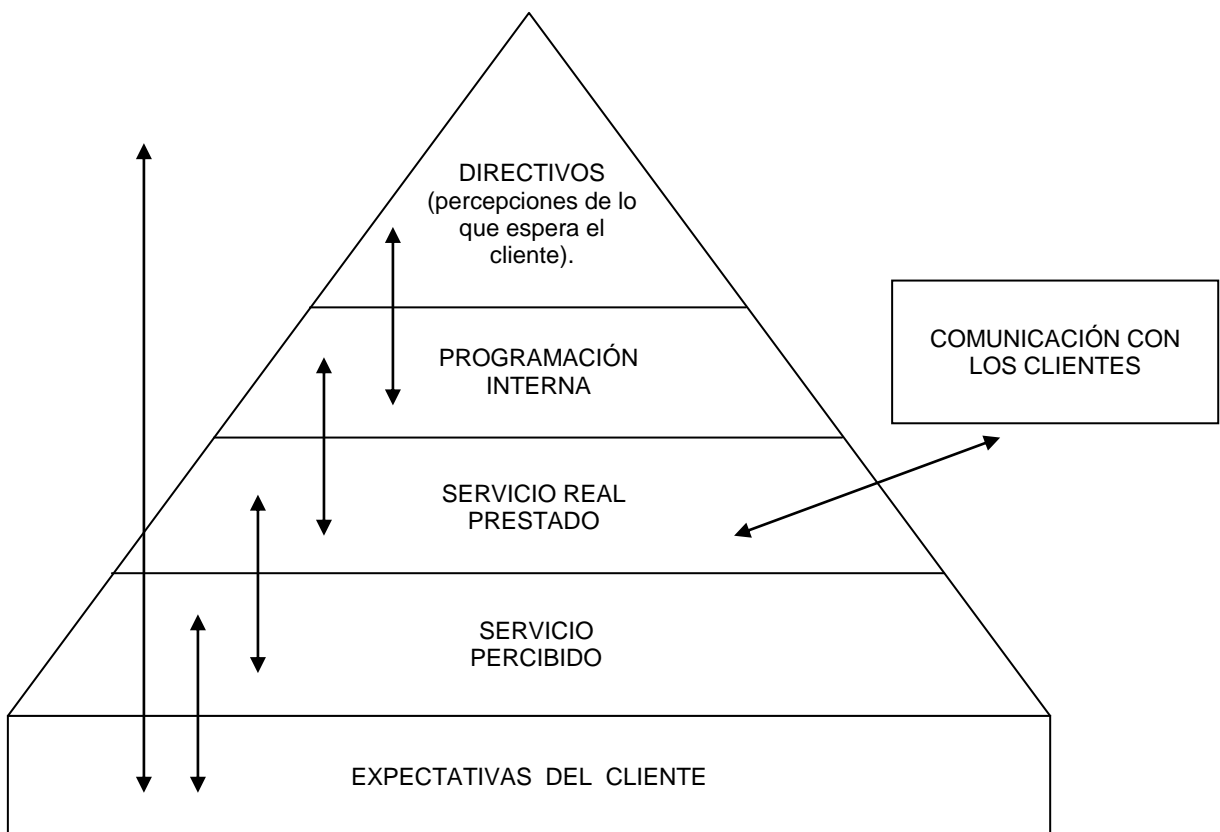 DIRECTIVOS
(percepciones de lo
que espera el
cliente).
PROGRAMACIÓN
INTERNA
COMUNICACIÓN CON
LOS CLIENTES
SERVICIO REAL
PRESTADO
SERVICIO
PERCIBIDO
EXPECTATIVAS DEL CLIENTE